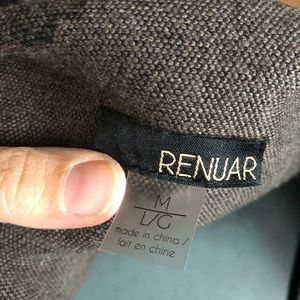 RENUAR
M
L/G
made in china /
fait en chine